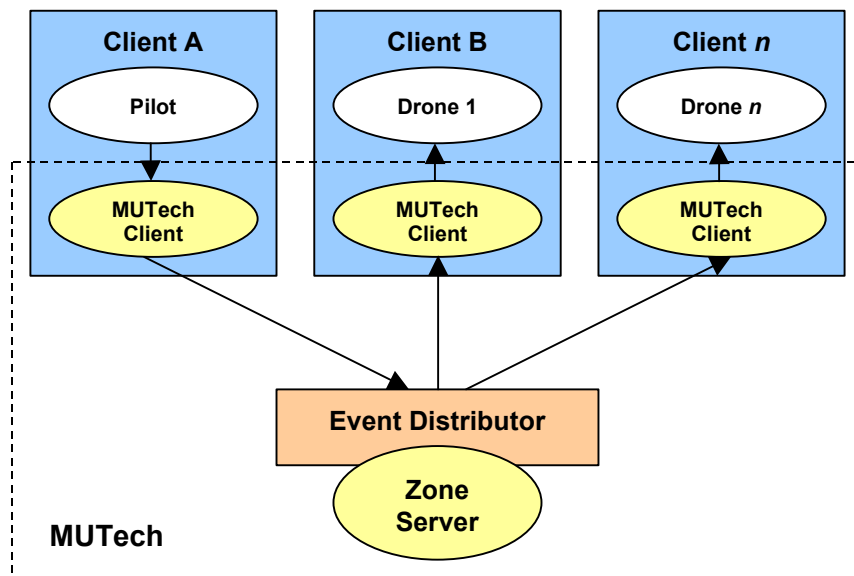 Client A
Client B
Client n
Pilot
Drone 1
Drone n
MUTech
Client
MUTech
Client
MUTech
Client
Event Distributor
Zone
Server
MUTech